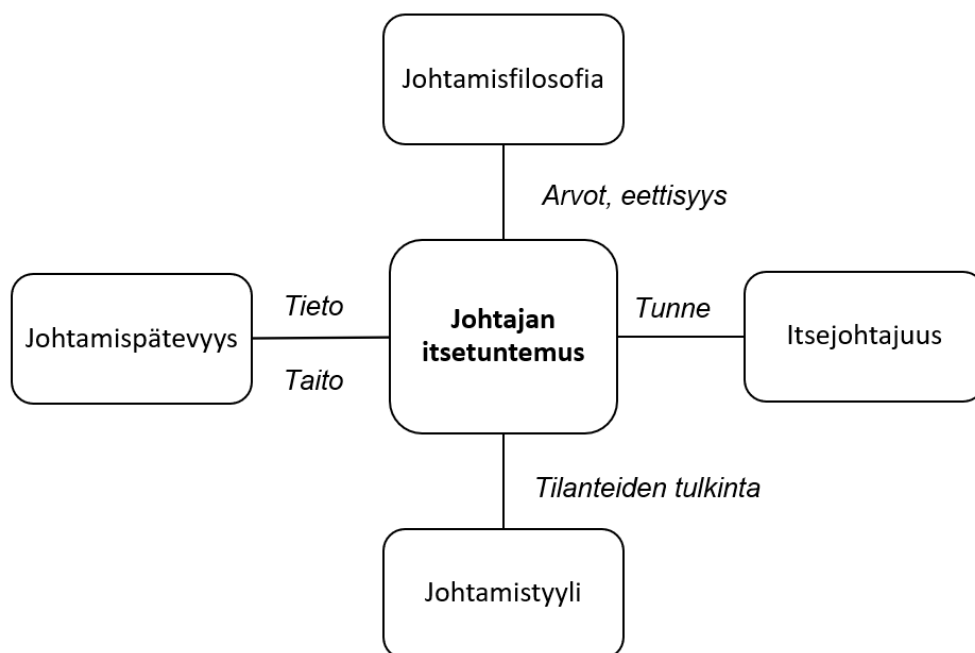 Johtamisfilosofia
Arvot, eettisyys
Johtamispätevyys
Tieto
Taito
Johtajan
itsetuntemus
Tunne
Itsejohtajuus
Tilanteiden tulkinta
Johtamistyyli